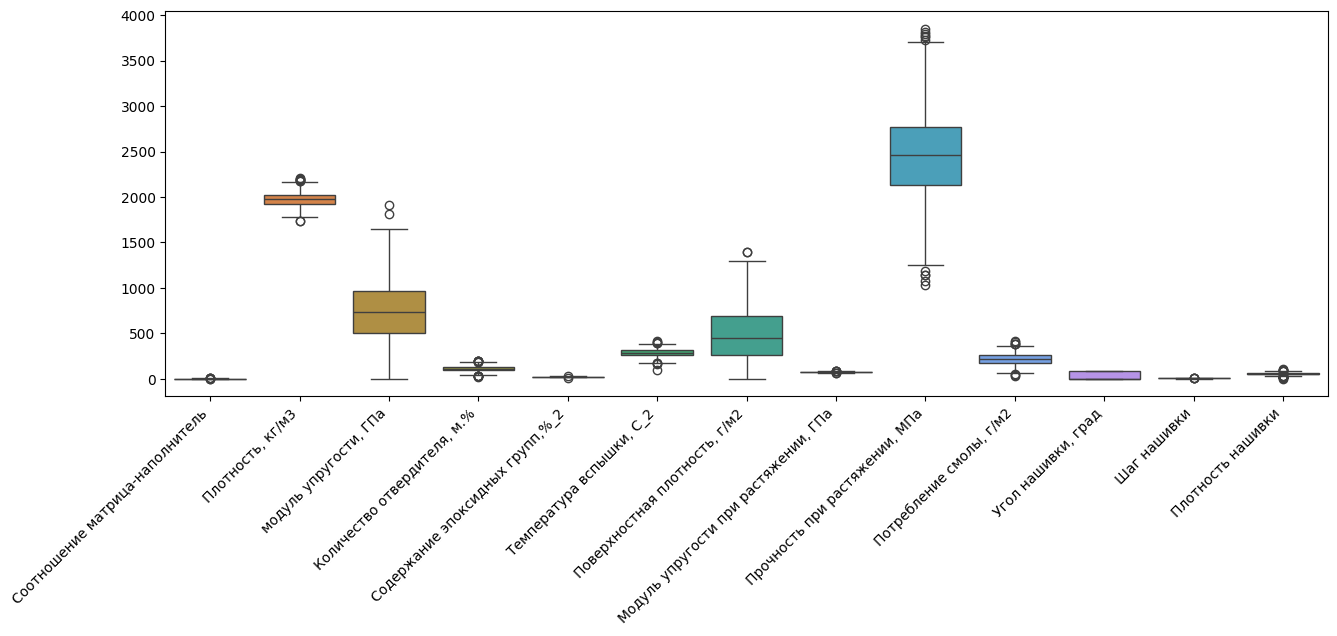 4000
3500
3000
2500
2000
1500
1000
500
0
Соотношение матрица-наполнитель
Плотность, кг/м3
модуль упругости, ГПа
Количество отвердителя, м.%
Содержание эпоксидных групп,%_2
Температура вспышки, С_2
Поверхностная плотность, г/м2
Модуль упругости при растяжении, ГПа
Прочность при растяжении, МПа
Потребление смолы, г/м2
Угол нашивки, град
Шаг нашивки
Плотность нашивки